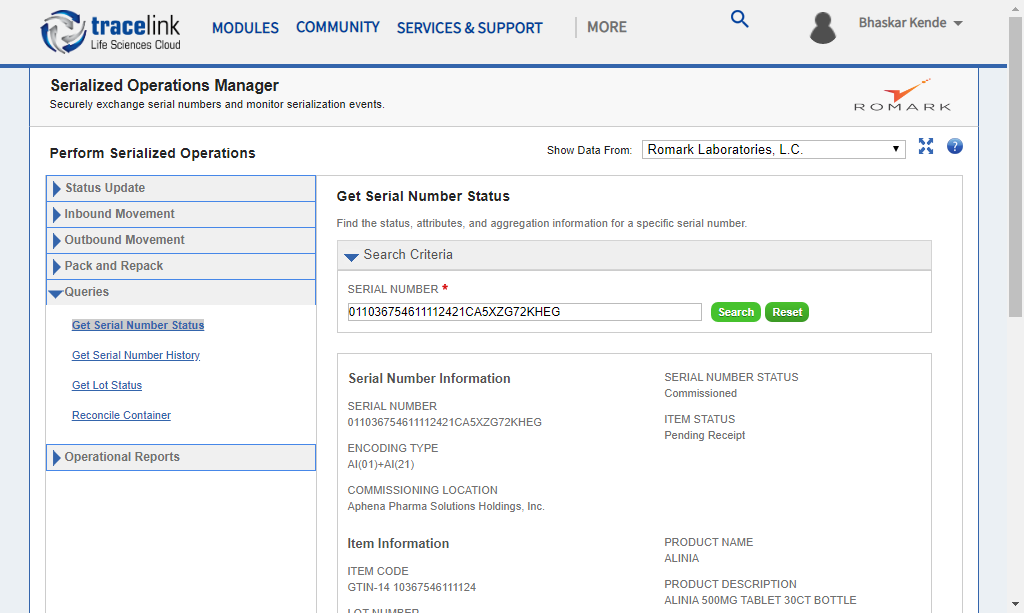 tracelink
Life Sciences Cloud
MODULES COMMUNITY SERVICES & SUPPORT MORE
Bhaskar Kende
Serialized Operations Manager
Securely exchange serial numbers and monitor serialization events.
ROMARK
Perform Serialized Operations
Show Data From: Romark Laboratories, L.C.
?
Status Update
Inbound Movement
Outbound Movement
Pack and Repack
Queries
Get Serial Number Status
Get Serial Number History
Get Lot Status
Reconcile Container
Operational Reports
Get Serial Number Status
Find the status, attributes, and aggregation information for a specific serial number.
Search Criteria
SERIAL NUMBER *
011036754611112421CA5XZG72KHEG
Search Reset
Serial Number Information
SERIAL NUMBER
011036754611112421CA5XZG72KHEG
ENCODING TYPE
AI(01)+AI(21)
COMMISSIONING LOCATION
Aphena Pharma Solutions Holdings, Inc.
SERIAL NUMBER STATUS
Commissioned
ITEM STATUS
Pending Receipt
Item Information
ITEM CODE
GTIN-14 10367546111124
LOT NUMBER
PRODUCT NAME
ALINIA
PRODUCT DESCRIPTION
ALINIA 500MG TABLET 30CT BOTTLE